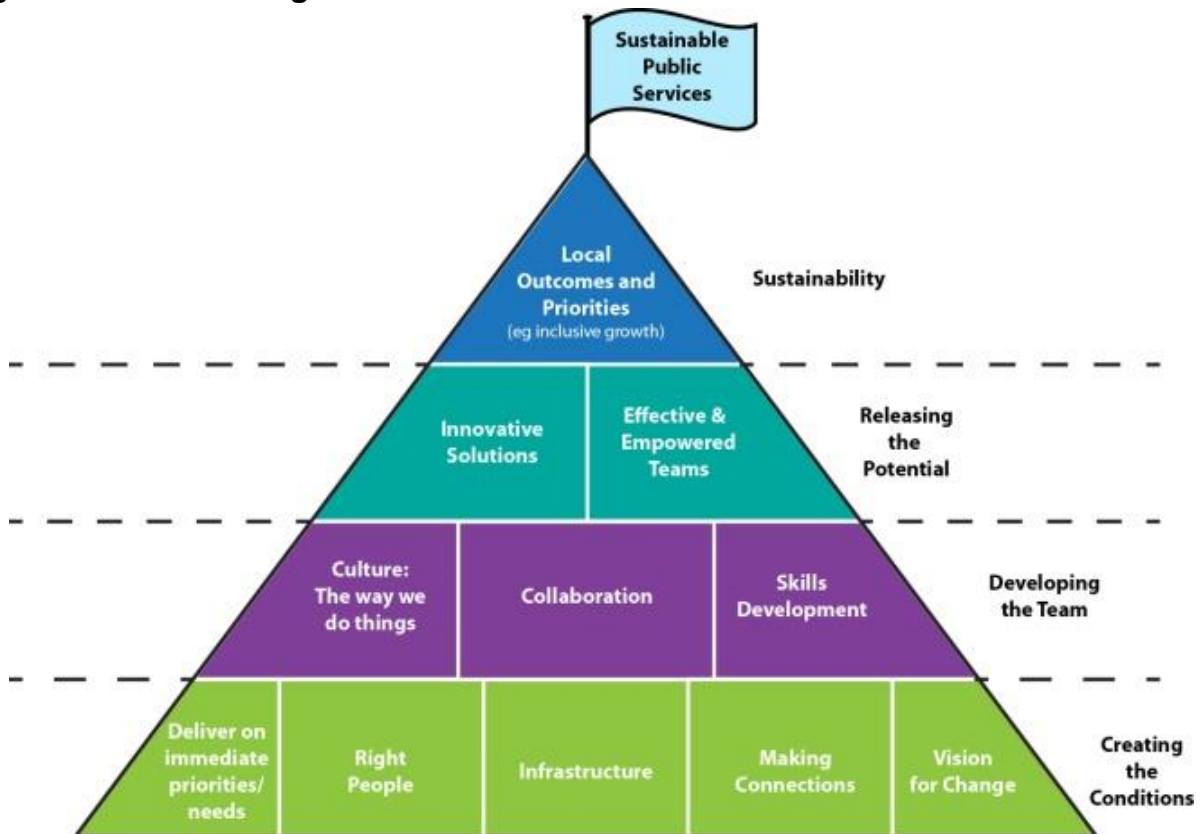 Sustainable
Public
Services
Local
Outcomes and
Priorities
(eg inclusive growth)
Sustainability
Innovative
Solutions
Effective &
Empowered
Teams
Releasing
the
Potential
Culture:
The way we
do things
Collaboration
Skills
Development
Developing
the Team
Deliver on
immediate
priorities/
needs
Right
People
Infrastructure
Making
Connections
Vision
for Change
Creating
the
Conditions